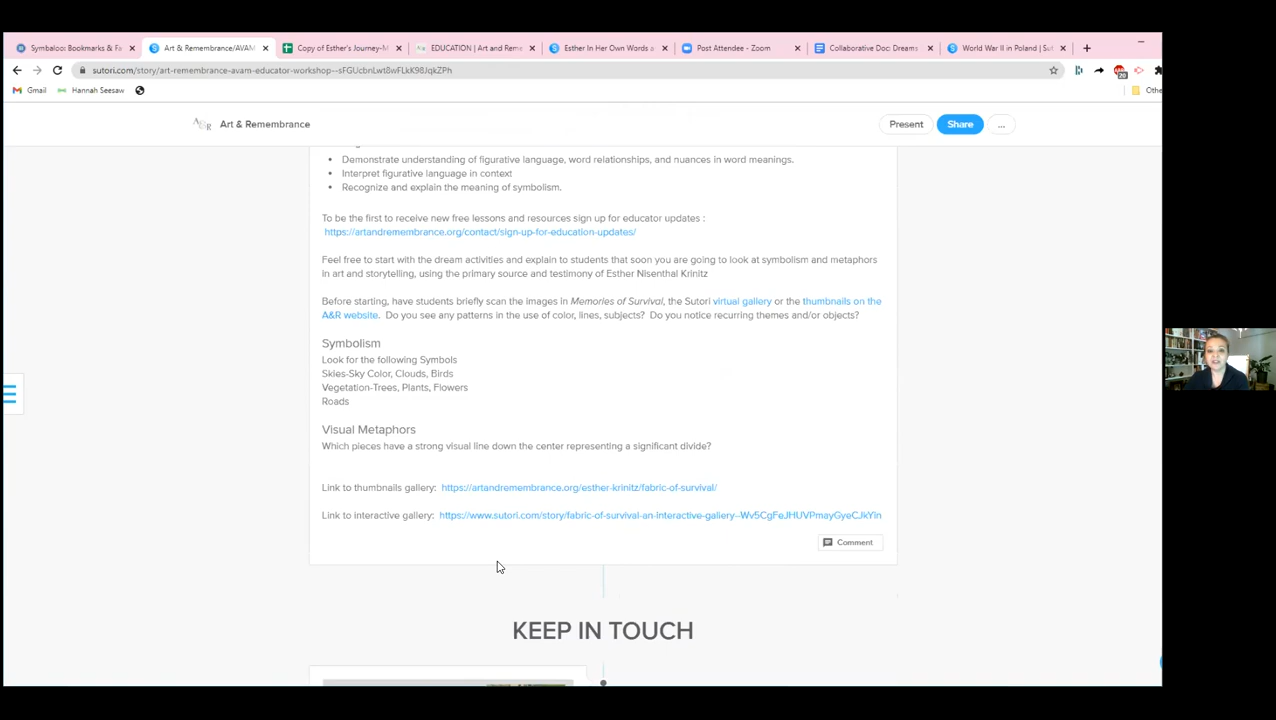 Symbaloo: Bookmarks & Fa
Art & Remembrance/AVAM
Copy of Esther's Journey-M
EDUCATION | Art and Reme
Esther In Her Own Words a
Post Attendee - Zoom
Collaborative Doc: Dreams
World War II in Poland | Sut
sutori.com/story/art-remembrance-avam-educator-workshop--sFGUcbnLwt8wFLkK98JqkZPh
Gmail
Hannah Seesaw
Othe
A&R Art & Remembrance
Present
Share
...
• Demonstrate understanding of figurative language, word relationships, and nuances in word meanings.
• Interpret figurative language in context
• Recognize and explain the meaning of symbolism.
To be the first to receive new free lessons and resources sign up for educator updates :
https://artandremembrance.org/contact/sign-up-for-education-updates/
Feel free to start with the dream activities and explain to students that soon you are going to look at symbolism and metaphors
in art and storytelling, using the primary source and testimony of Esther Nisenthal Krinitz
Before starting, have students briefly scan the images in Memories of Survival, the Sutori virtual gallery or the thumbnails on the
A&R website. Do you see any patterns in the use of color, lines, subjects? Do you notice recurring themes and/or objects?
Symbolism
Look for the following Symbols
Skies-Sky Color, Clouds, Birds
Vegetation-Trees, Plants, Flowers
Roads
Visual Metaphors
Which pieces have a strong visual line down the center representing a significant divide?
Link to thumbnails gallery: https://artandremembrance.org/esther-krinitz/fabric-of-survival/
Link to interactive gallery: https://www.sutori.com/story/fabric-of-survival-an-interactive-gallery--Wv5CgFeJHUVPmayGyeCJkYin
Comment
KEEP IN TOUCH